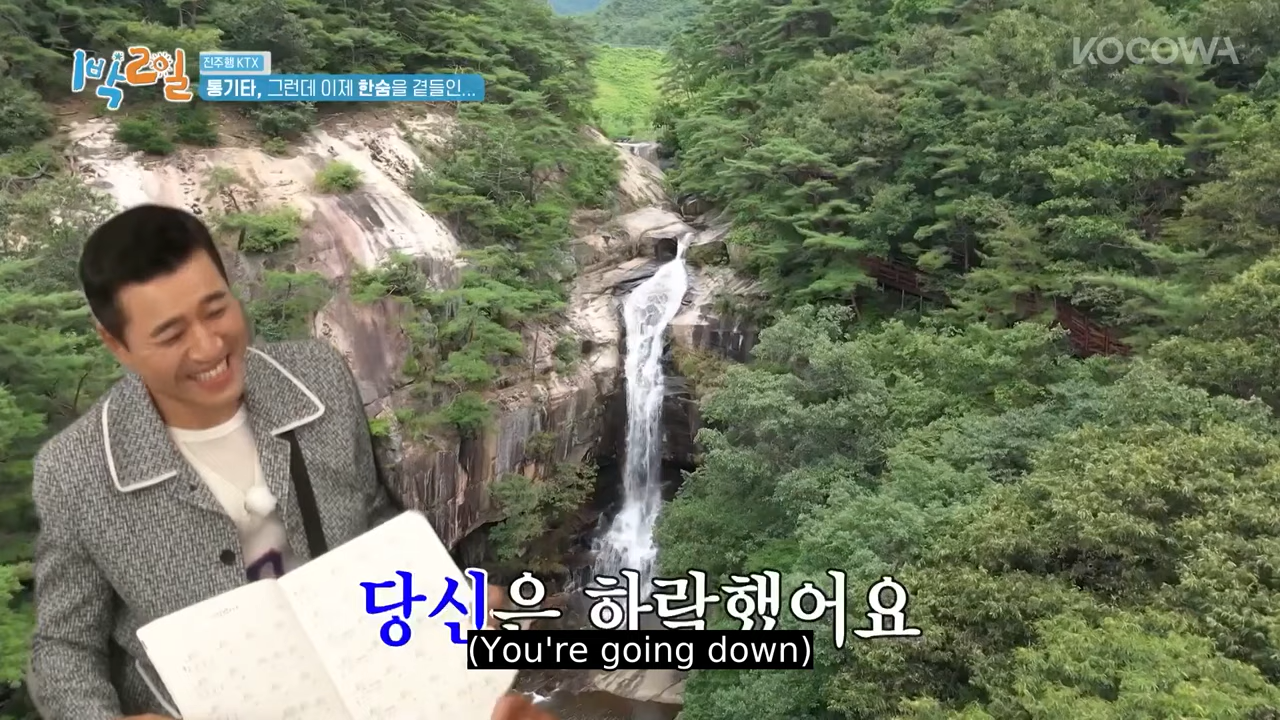 1박2일
진주행 KTX
통기타, 그런데 이제 한숨을 곁들인...
KOCOWA
당신은 하락했어요
(You're going down)